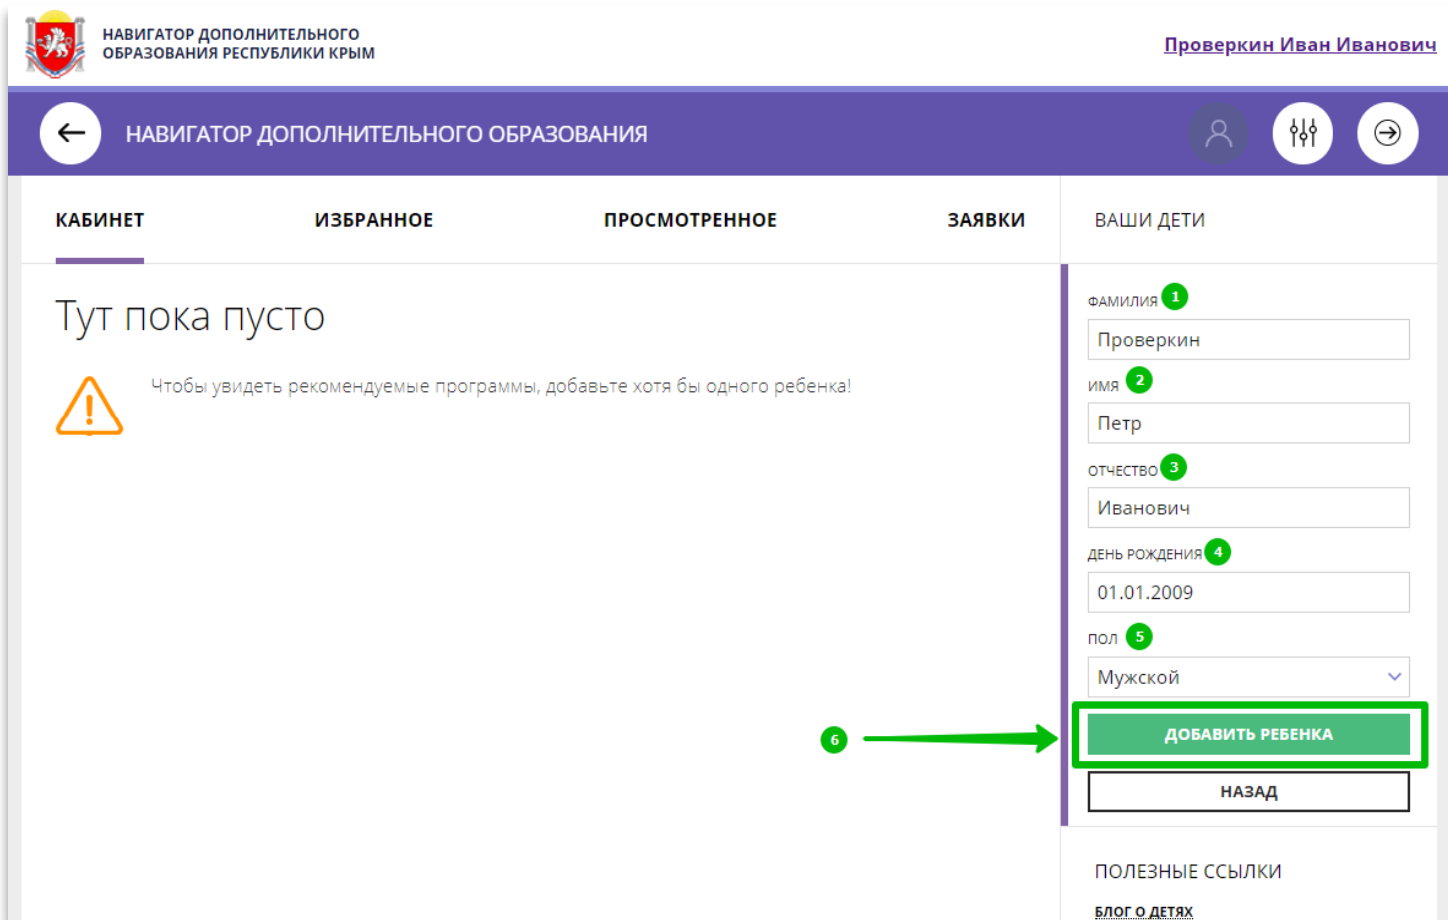 НАВИГАТОР ДОПОЛНИТЕЛЬНОГО
ОБРАЗОВАНИЯ РЕСПУБЛИКИ КРЫМ
Проверкин Иван Иванович
НАВИГАТОР ДОПОЛНИТЕЛЬНОГО ОБРАЗОВАНИЯ
КАБИНЕТ ИЗБРАННОЕ ПРОСМОТРЕННОЕ ЗАЯВКИ
Тут пока пусто
Чтобы увидеть рекомендуемые программы, добавьте хотя бы одного ребенка!
ВАШИ ДЕТИ
ФАМИЛИЯ 1
Проверкин
ИМЯ 2
Петр
ОТЧЕСТВО 3
Иванович
ДЕНЬ РОЖДЕНИЯ 4
01.01.2009
ПОЛ 5
Мужской
6
ДОБАВИТЬ РЕБЕНКА
НАЗАД
ПОЛЕЗНЫЕ ССЫЛКИ
БЛОГ О ДЕТЯХ